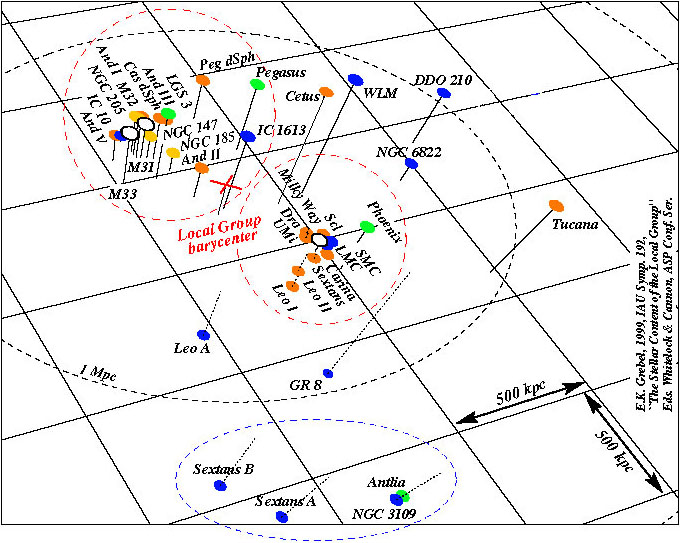 Peg dSph
Pegasus
Cetus
WLM
DDO 210
And I
M32
Cas dSph
And III
LGS 3
NGC 205
IC 10
And V
NGC 147
NGC 185
And II
M31
M33
IC 1613
NGC 6822
Local Group
barycenter
Milky Way
Dra
UMi
Scl
Phoenix
LMC
SMC
Carina
Sextans
Leo II
Leo I
Tucana
Leo A
GR 8
1 Mpc
500 kpc
500 kpc
Sextans B
Sextans A
Antlia
NGC 3109
E.K. Grebel, 1999, IAU Symp. 192,
"The Stellar Content of the Local Group"
Eds. Whitelock & Cannon, ASP Conf. Ser.